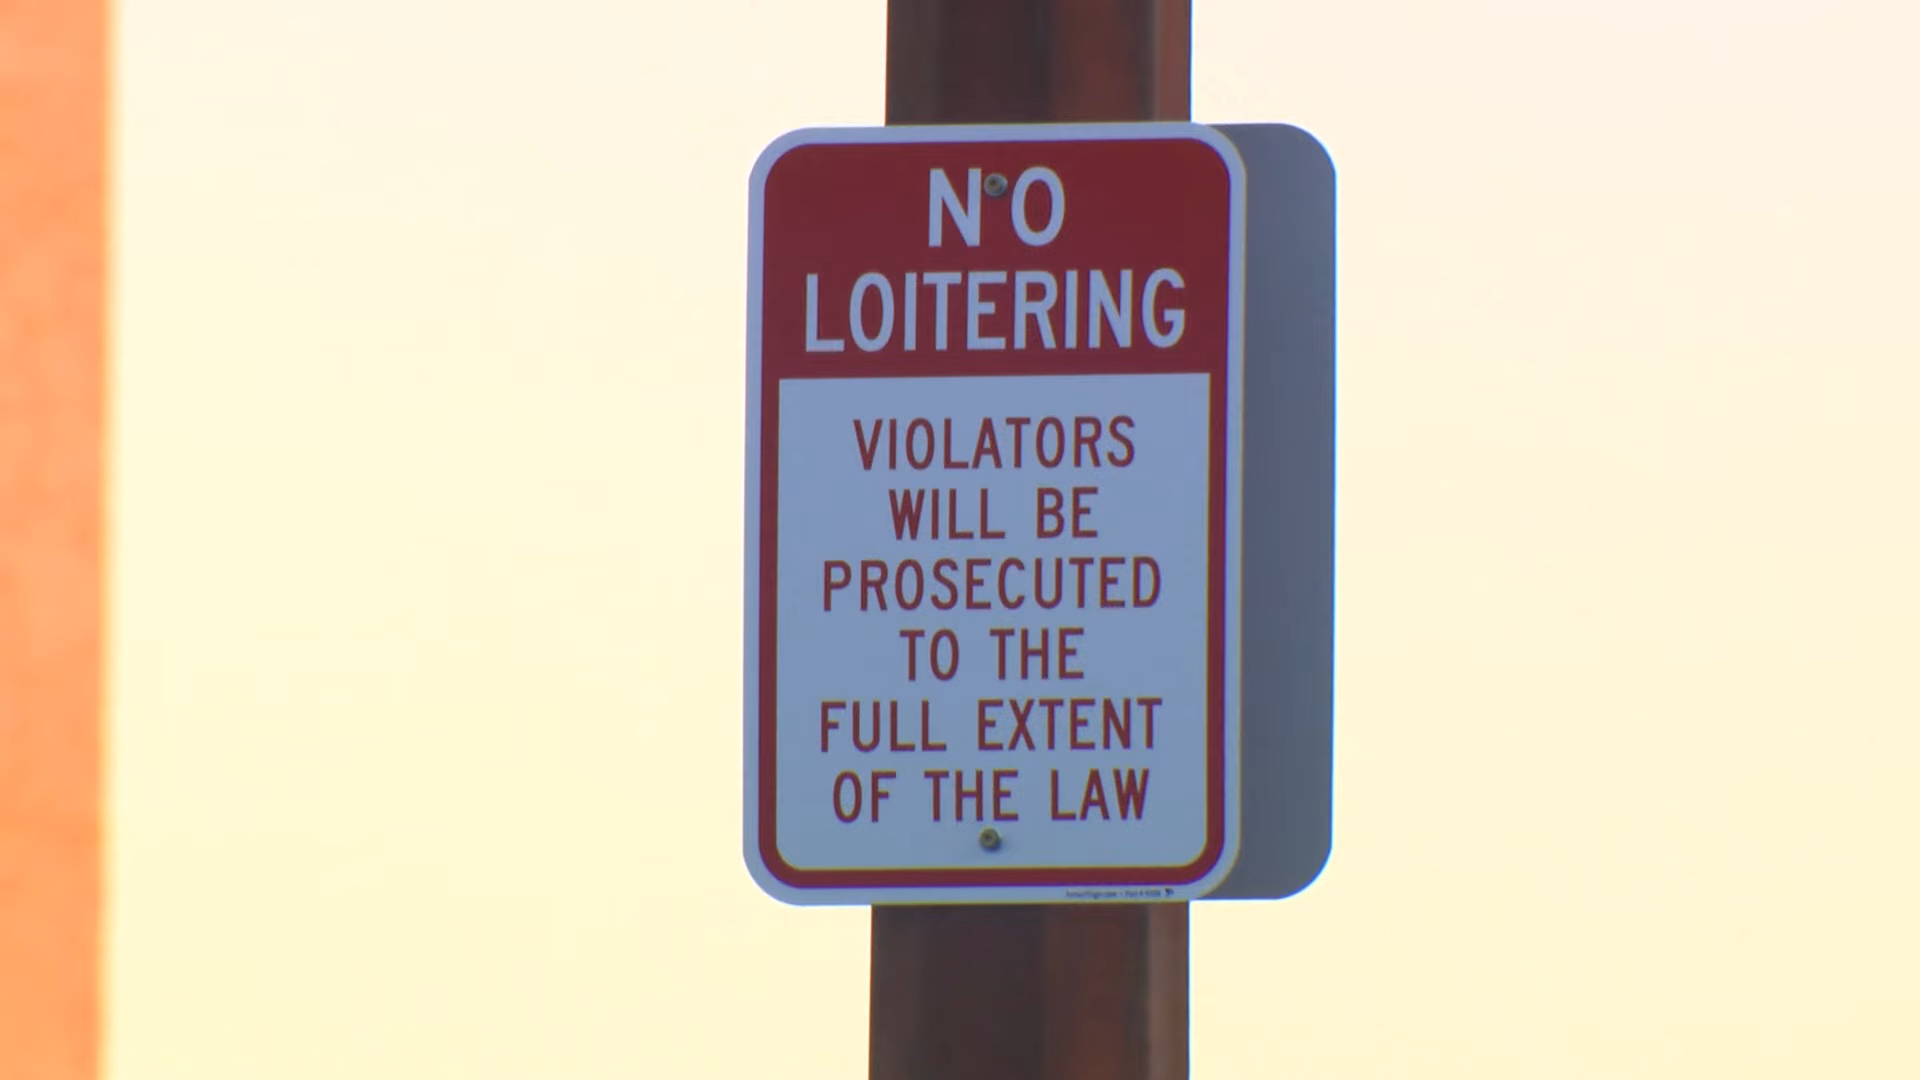 NO
LOITERING
VIOLATORS
WILL BE
PROSECUTED
TO THE
FULL EXTENT
OF THE LAW